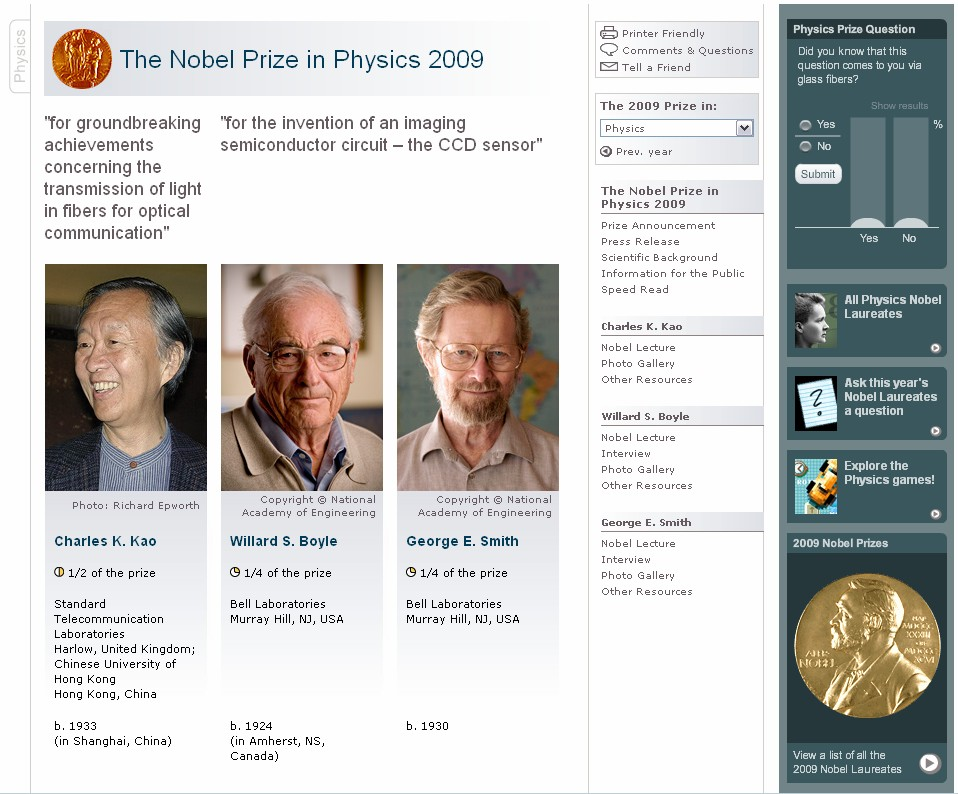 Physics
The Nobel Prize in Physics 2009
"for groundbreaking
achievements
concerning the
transmission of light
in fibers for optical
communication"
"for the invention of an imaging
semiconductor circuit – the CCD sensor"
Photo: Richard Epworth
Charles K. Kao
1/2 of the prize
Standard
Telecommunication
Laboratories
Harlow, United Kingdom;
Chinese University of
Hong Kong
Hong Kong, China
b. 1933
(in Shanghai, China)
Copyright © National
Academy of Engineering
Willard S. Boyle
1/4 of the prize
Bell Laboratories
Murray Hill, NJ, USA
b. 1924
(in Amherst, NS,
Canada)
Copyright © National
Academy of Engineering
George E. Smith
1/4 of the prize
Bell Laboratories
Murray Hill, NJ, USA
b. 1930
Printer Friendly
Comments & Questions
Tell a Friend
The 2009 Prize in:
Physics
Prev. year
The Nobel Prize in
Physics 2009
Prize Announcement
Press Release
Scientific Background
Information for the Public
Speed Read
Charles K. Kao
Nobel Lecture
Photo Gallery
Other Resources
Willard S. Boyle
Nobel Lecture
Interview
Photo Gallery
Other Resources
George E. Smith
Nobel Lecture
Interview
Photo Gallery
Other Resources
Physics Prize Question
Did you know that this
question comes to you via
glass fibers?
Show results
Yes
No
%
Submit
Yes No
All Physics Nobel
Laureates
?
Ask this year's
Nobel Laureates
a question
Explore the
Physics games!
2009 Nobel Prizes
NAT
MDCCC
XXXIII
OB
MDCCC
XCVI
ALFR
NOBEL
View a list of all the
2009 Nobel Laureates